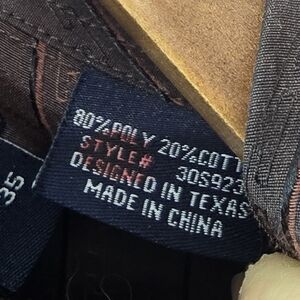 80%POLY 20%COTT
STYLE# 30S923
DESIGNED IN TEXAS
MADE IN CHINA
35